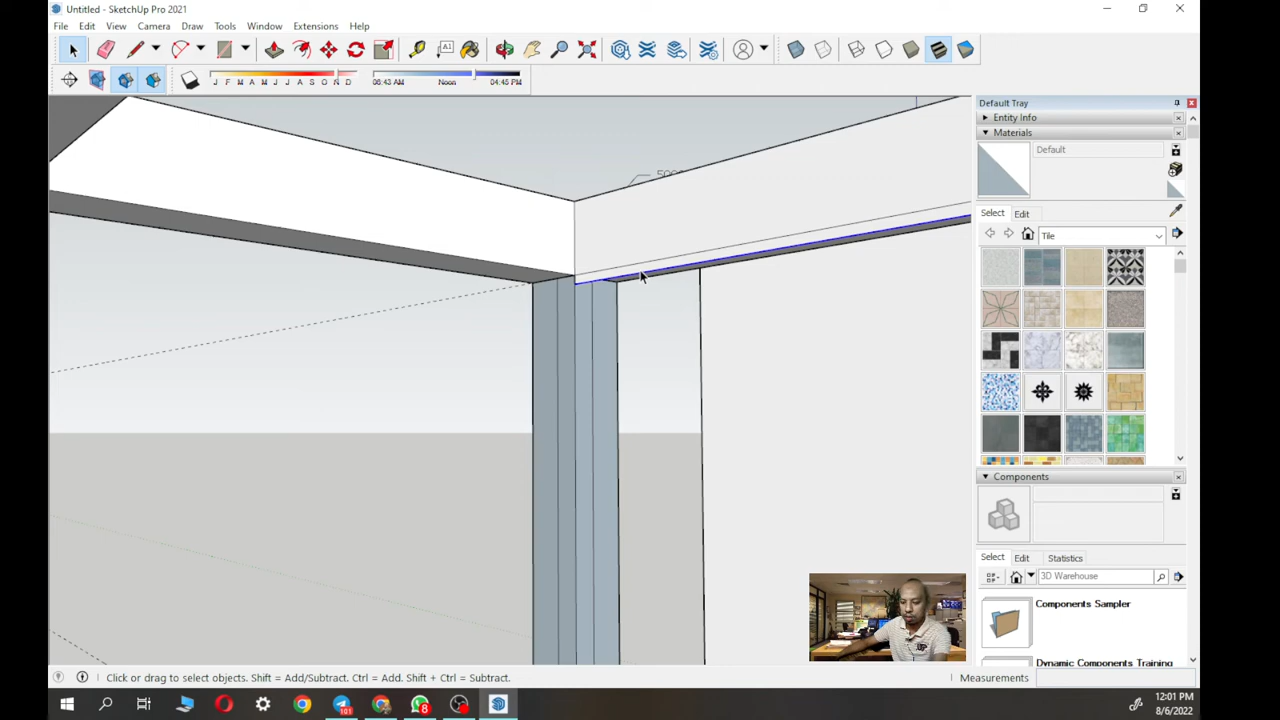 Untitled - SketchUp Pro 2021
File Edit View Camera Draw Tools Window Extensions Help
A1
J F M A M J J A S O N D
06:43 AM Noon 04:45 PM
Default Tray
Entity Info
Materials
Default
Select Edit
Tile
Components
Select Edit Statistics
3D Warehouse
Components Sampler
Dynamic Components Training
Click or drag to select objects. Shift = Add/Subtract. Ctrl = Add. Shift + Ctrl = Subtract.
Measurements
101
8
12:01 PM
8/6/2022